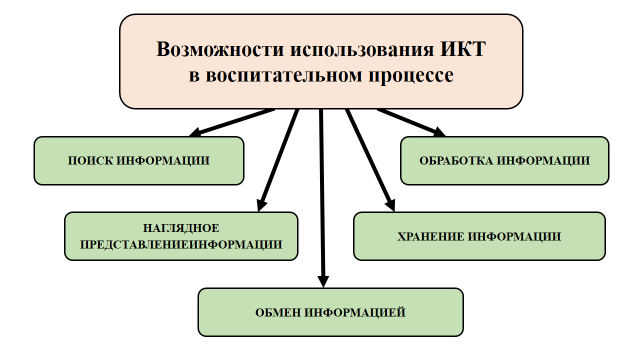 Возможности использования ИКТ
в воспитательном процессе
ПОИСК ИНФОРМАЦИИ
ОБРАБОТКА ИНФОРМАЦИИ
НАГЛЯДНОЕ
ПРЕДСТАВЛЕНИЕИНФОРМАЦИИ
ХРАНЕНИЕ ИНФОРМАЦИИ
ОБМЕН ИНФОРМАЦИЕЙ